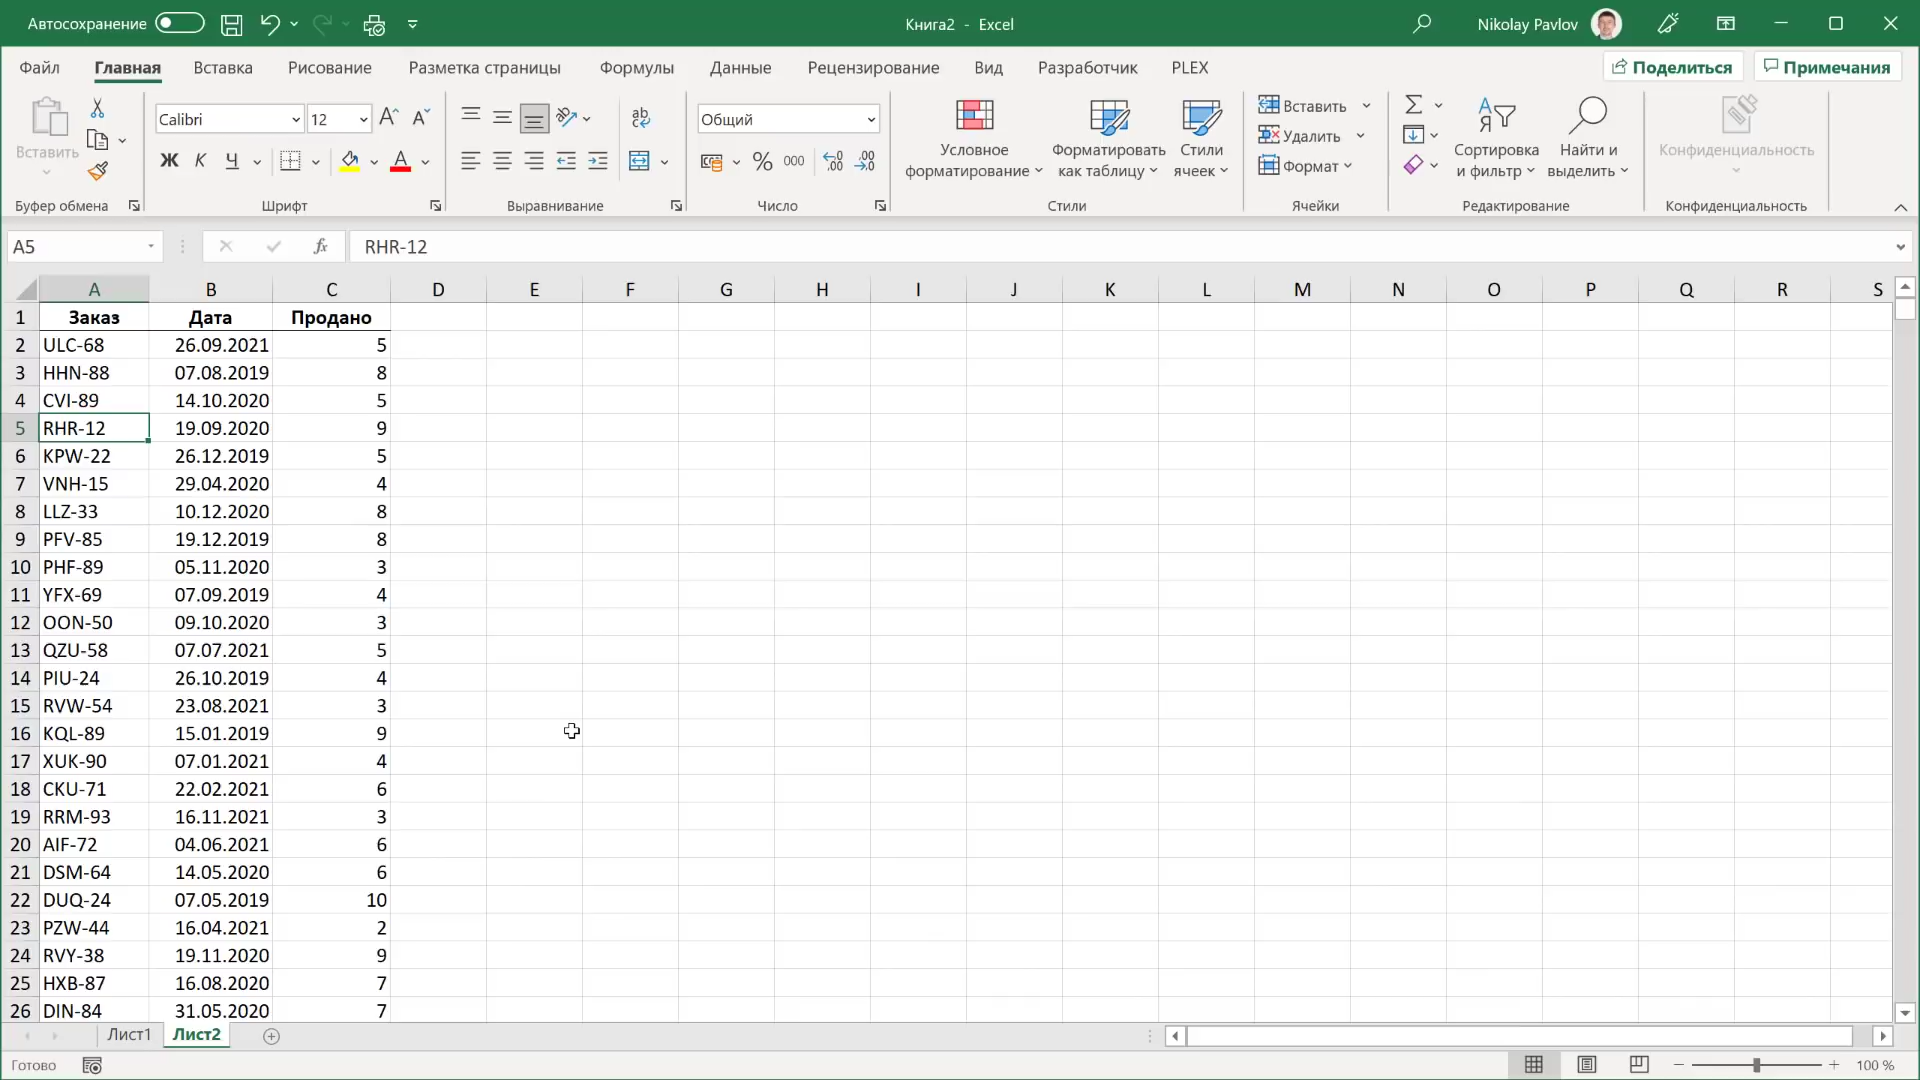 Автосохранение
Книга2 - Excel
Nikolay Pavlov
Файл Главная Вставка Рисование Разметка страницы Формулы Данные Рецензирование Вид Разработчик PLEX Поделиться Примечания
Вставить
Calibri 12
Ж К Ч
A
ab
Общий
% 000
Условное форматирование
Форматировать как таблицу
Стили ячеек
Вставить
Удалить
Формат
Сортировка и фильтр
Найти и выделить
Конфиденциальность
Буфер обмена Шрифт Выравнивание Число Стили Ячейки Редактирование Конфиденциальность
A5 fx RHR-12
A B C D E F G H I J K L M N O P Q R S
1 Заказ Дата Продано
2 ULC-68 26.09.2021 5
3 HHN-88 07.08.2019 8
4 CVI-89 14.10.2020 5
5 RHR-12 19.09.2020 9
6 KPW-22 26.12.2019 5
7 VNH-15 29.04.2020 4
8 LLZ-33 10.12.2020 8
9 PFV-85 19.12.2019 8
10 PHF-89 05.11.2020 3
11 YFX-69 07.09.2019 4
12 OON-50 09.10.2020 3
13 QZU-58 07.07.2021 5
14 PIU-24 26.10.2019 4
15 RVW-54 23.08.2021 3
16 KQL-89 15.01.2019 9
17 XUK-90 07.01.2021 4
18 CKU-71 22.02.2021 6
19 RRM-93 16.11.2021 3
20 AIF-72 04.06.2021 6
21 DSM-64 14.05.2020 6
22 DUQ-24 07.05.2019 10
23 PZW-44 16.04.2021 2
24 RVY-38 19.11.2020 9
25 HXB-87 16.08.2020 7
26 DIN-84 31.05.2020 7
Лист1 Лист2
Готово
100 %